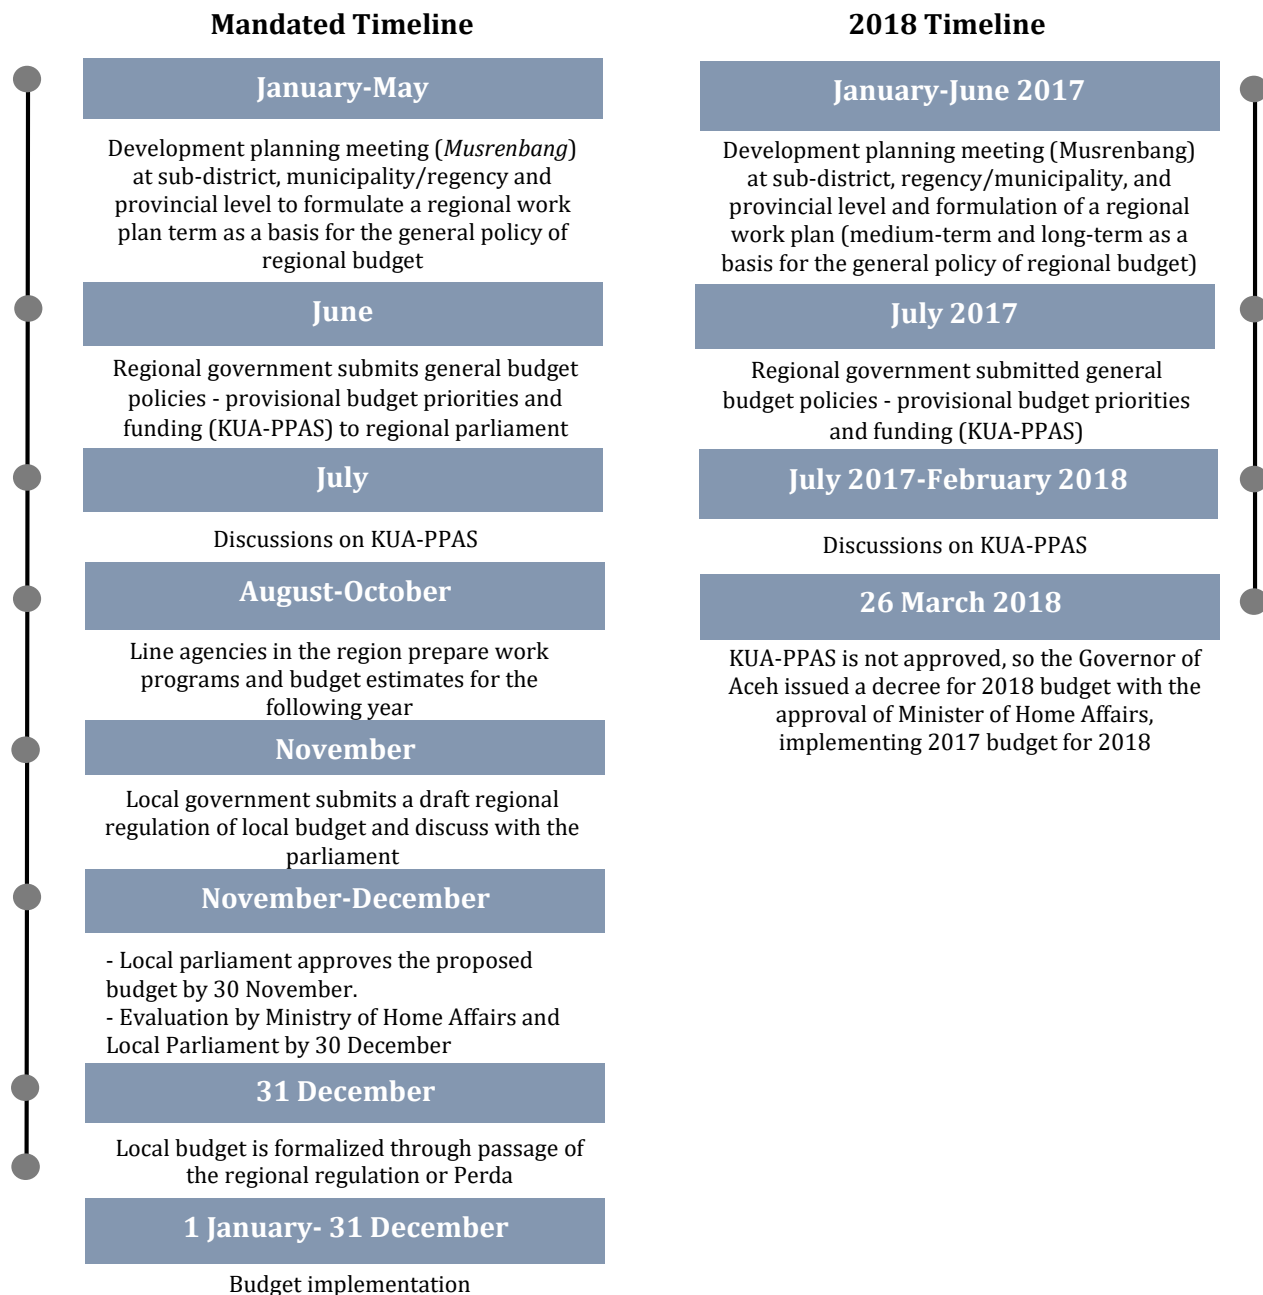 Mandated Timeline
January-May
Development planning meeting (Musrenbang)
at sub-district, municipality/regency and
provincial level to formulate a regional work
plan term as a basis for the general policy of
regional budget
June
Regional government submits general budget
policies - provisional budget priorities and
funding (KUA-PPAS) to regional parliament
July
Discussions on KUA-PPAS
August-October
Line agencies in the region prepare work
programs and budget estimates for the
following year
November
Local government submits a draft regional
regulation of local budget and discuss with the
parliament
November-December
- Local parliament approves the proposed
budget by 30 November.
- Evaluation by Ministry of Home Affairs and
Local Parliament by 30 December
31 December
Local budget is formalized through passage of
the regional regulation or Perda
1 January- 31 December
Budget implementation
2018 Timeline
January-June 2017
Development planning meeting (Musrenbang)
at sub-district, regency/municipality, and
provincial level and formulation of a regional
work plan (medium-term and long-term as a
basis for the general policy of regional budget)
July 2017
Regional government submitted general
budget policies - provisional budget priorities
and funding (KUA-PPAS)
July 2017-February 2018
Discussions on KUA-PPAS
26 March 2018
KUA-PPAS is not approved, so the Governor of
Aceh issued a decree for 2018 budget with the
approval of Minister of Home Affairs,
implementing 2017 budget for 2018